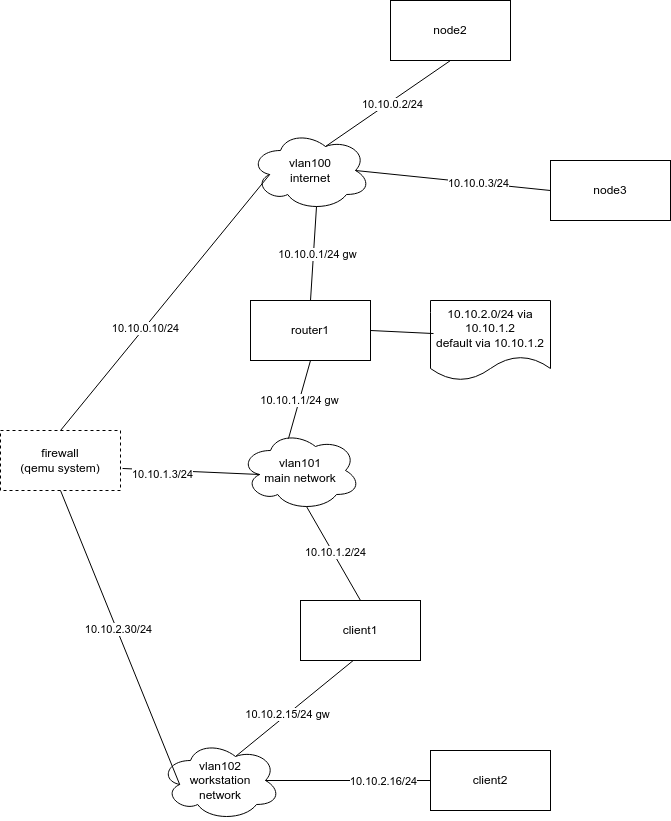 node2
10.10.0.2/24
vlan100
internet
10.10.0.3/24
node3
10.10.0.1/24 gw
10.10.0.10/24
router1
10.10.2.0/24 via
10.10.1.2
default via 10.10.1.2
10.10.1.1/24 gw
firewall
(qemu system)
10.10.1.3/24
vlan101
main network
10.10.1.2/24
10.10.2.30/24
client1
10.10.2.15/24 gw
vlan102
workstation
network
10.10.2.16/24
client2